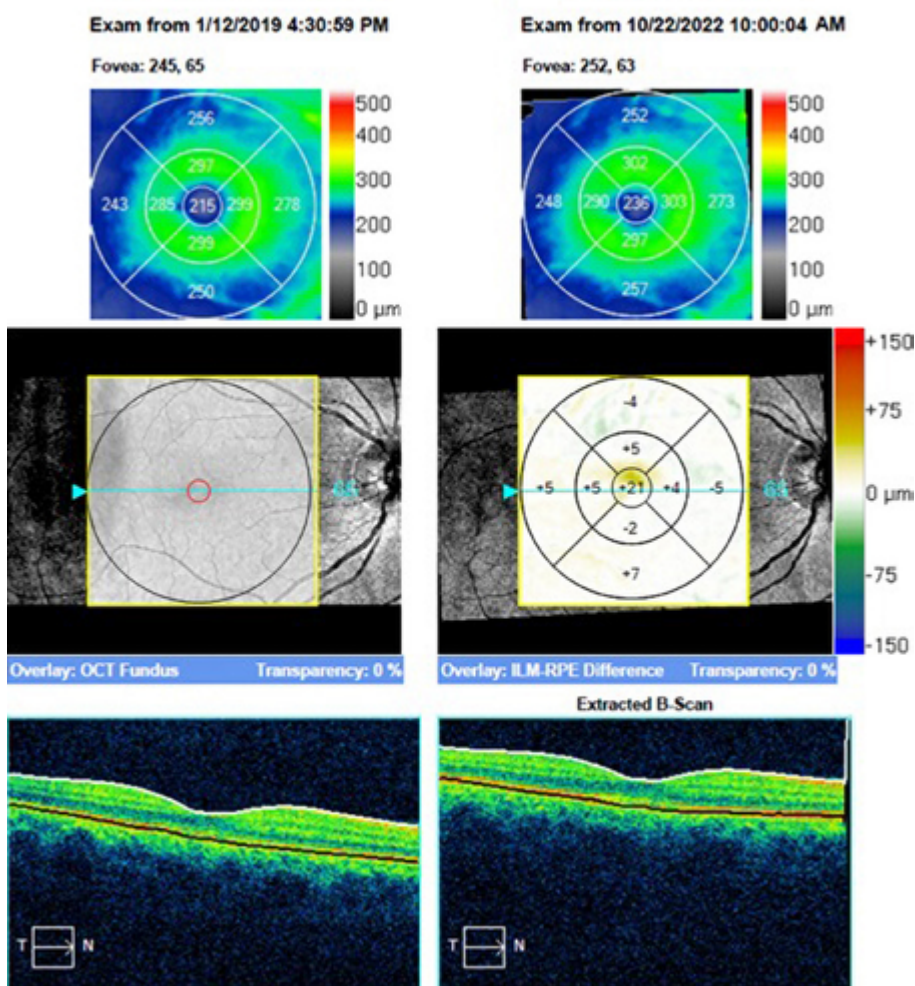 Exam from 1/12/2019 4:30:59 PM
Exam from 10/22/2022 10:00:04 AM
Fovea: 245, 65
Fovea: 252, 63
256
297
243 285 215 299 278
299
250
500
400
300
200
100
0 µm
252
302
248 290 236 303 273
297
257
500
400
300
200
100
0 µm
65
-4
+5
+5 +5 +21 +4 -5
-2
+7
65
+150
+75
0 µm
-75
-150
Overlay: OCT Fundus Transparency: 0 %
Overlay: ILM-RPE Difference Transparency: 0 %
Extracted B-Scan
T N
T N